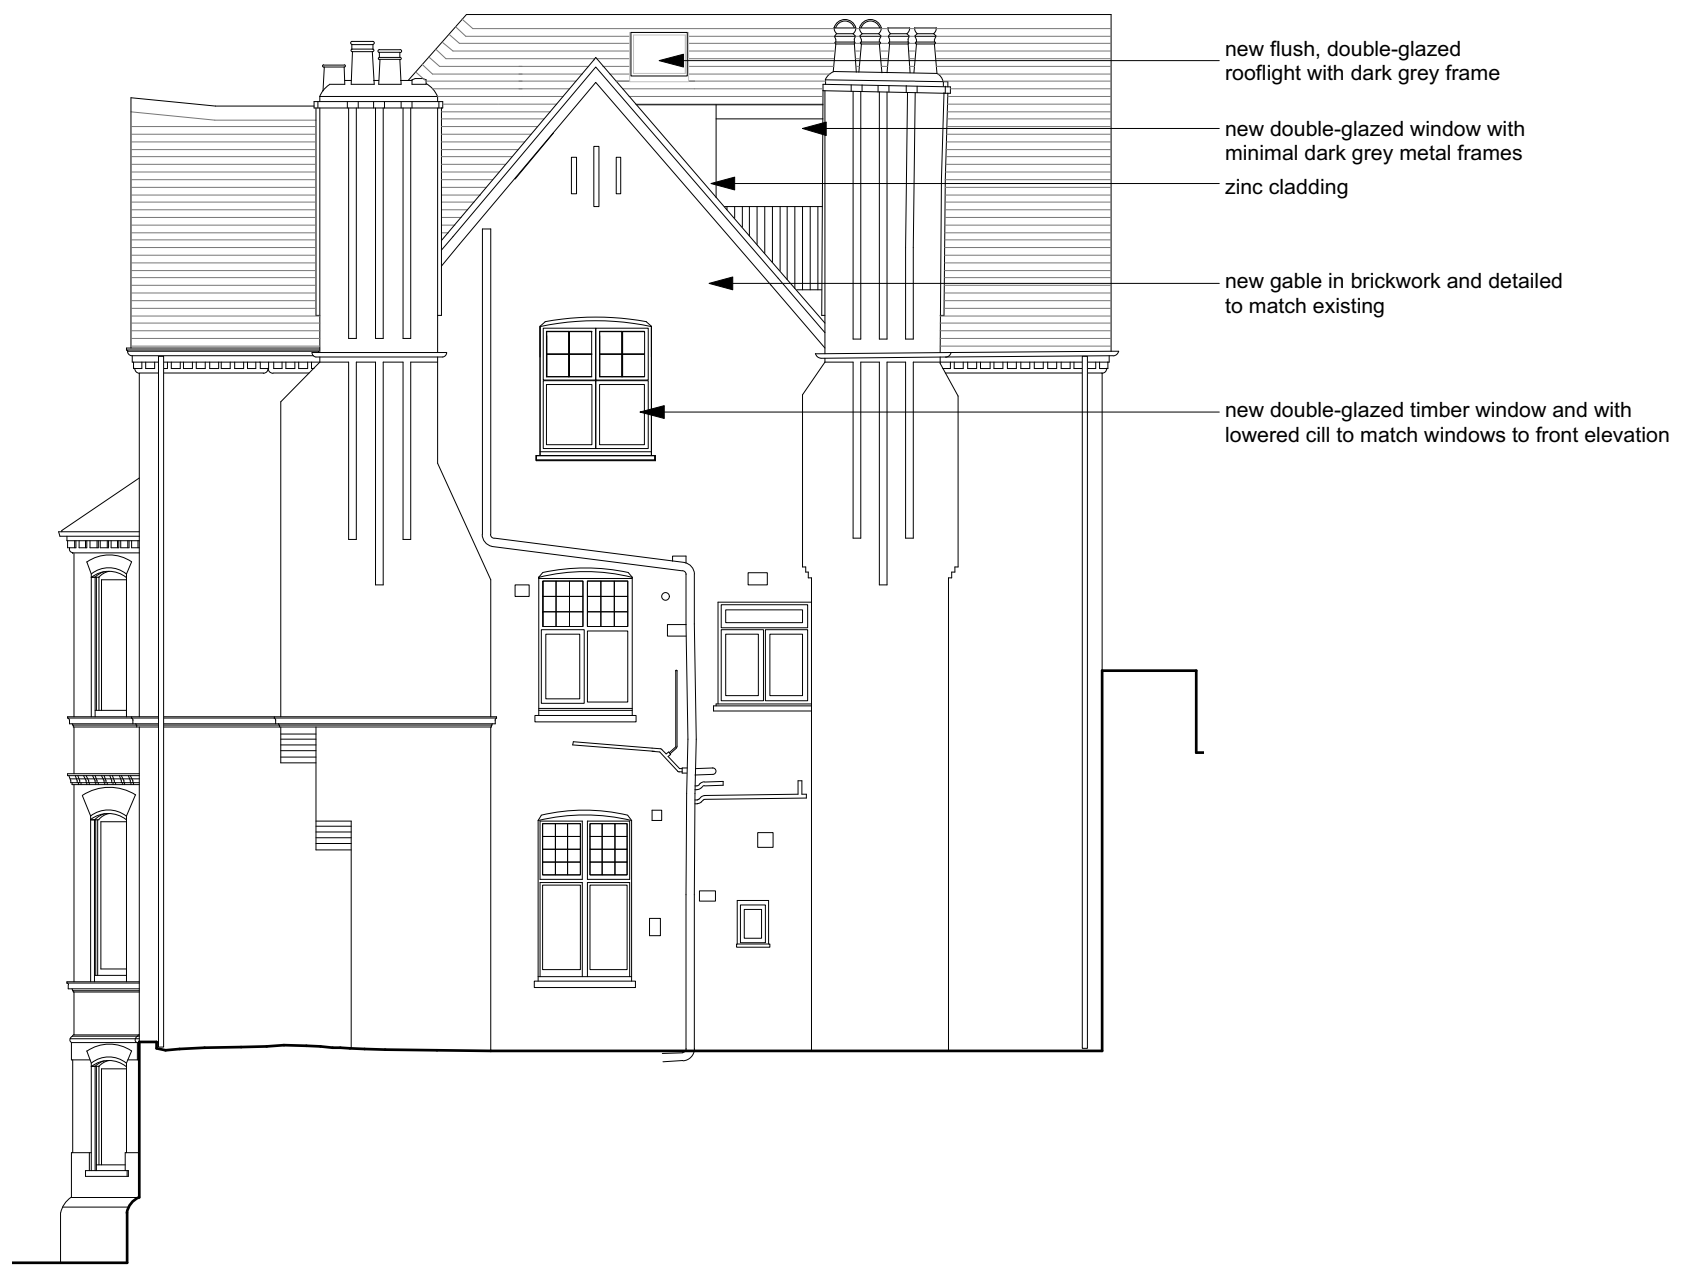 new flush, double-glazed
rooflight with dark grey frame
new double-glazed window with
minimal dark grey metal frames
zinc cladding
new gable in brickwork and detailed
to match existing
new double-glazed timber window and with
lowered cill to match windows to front elevation